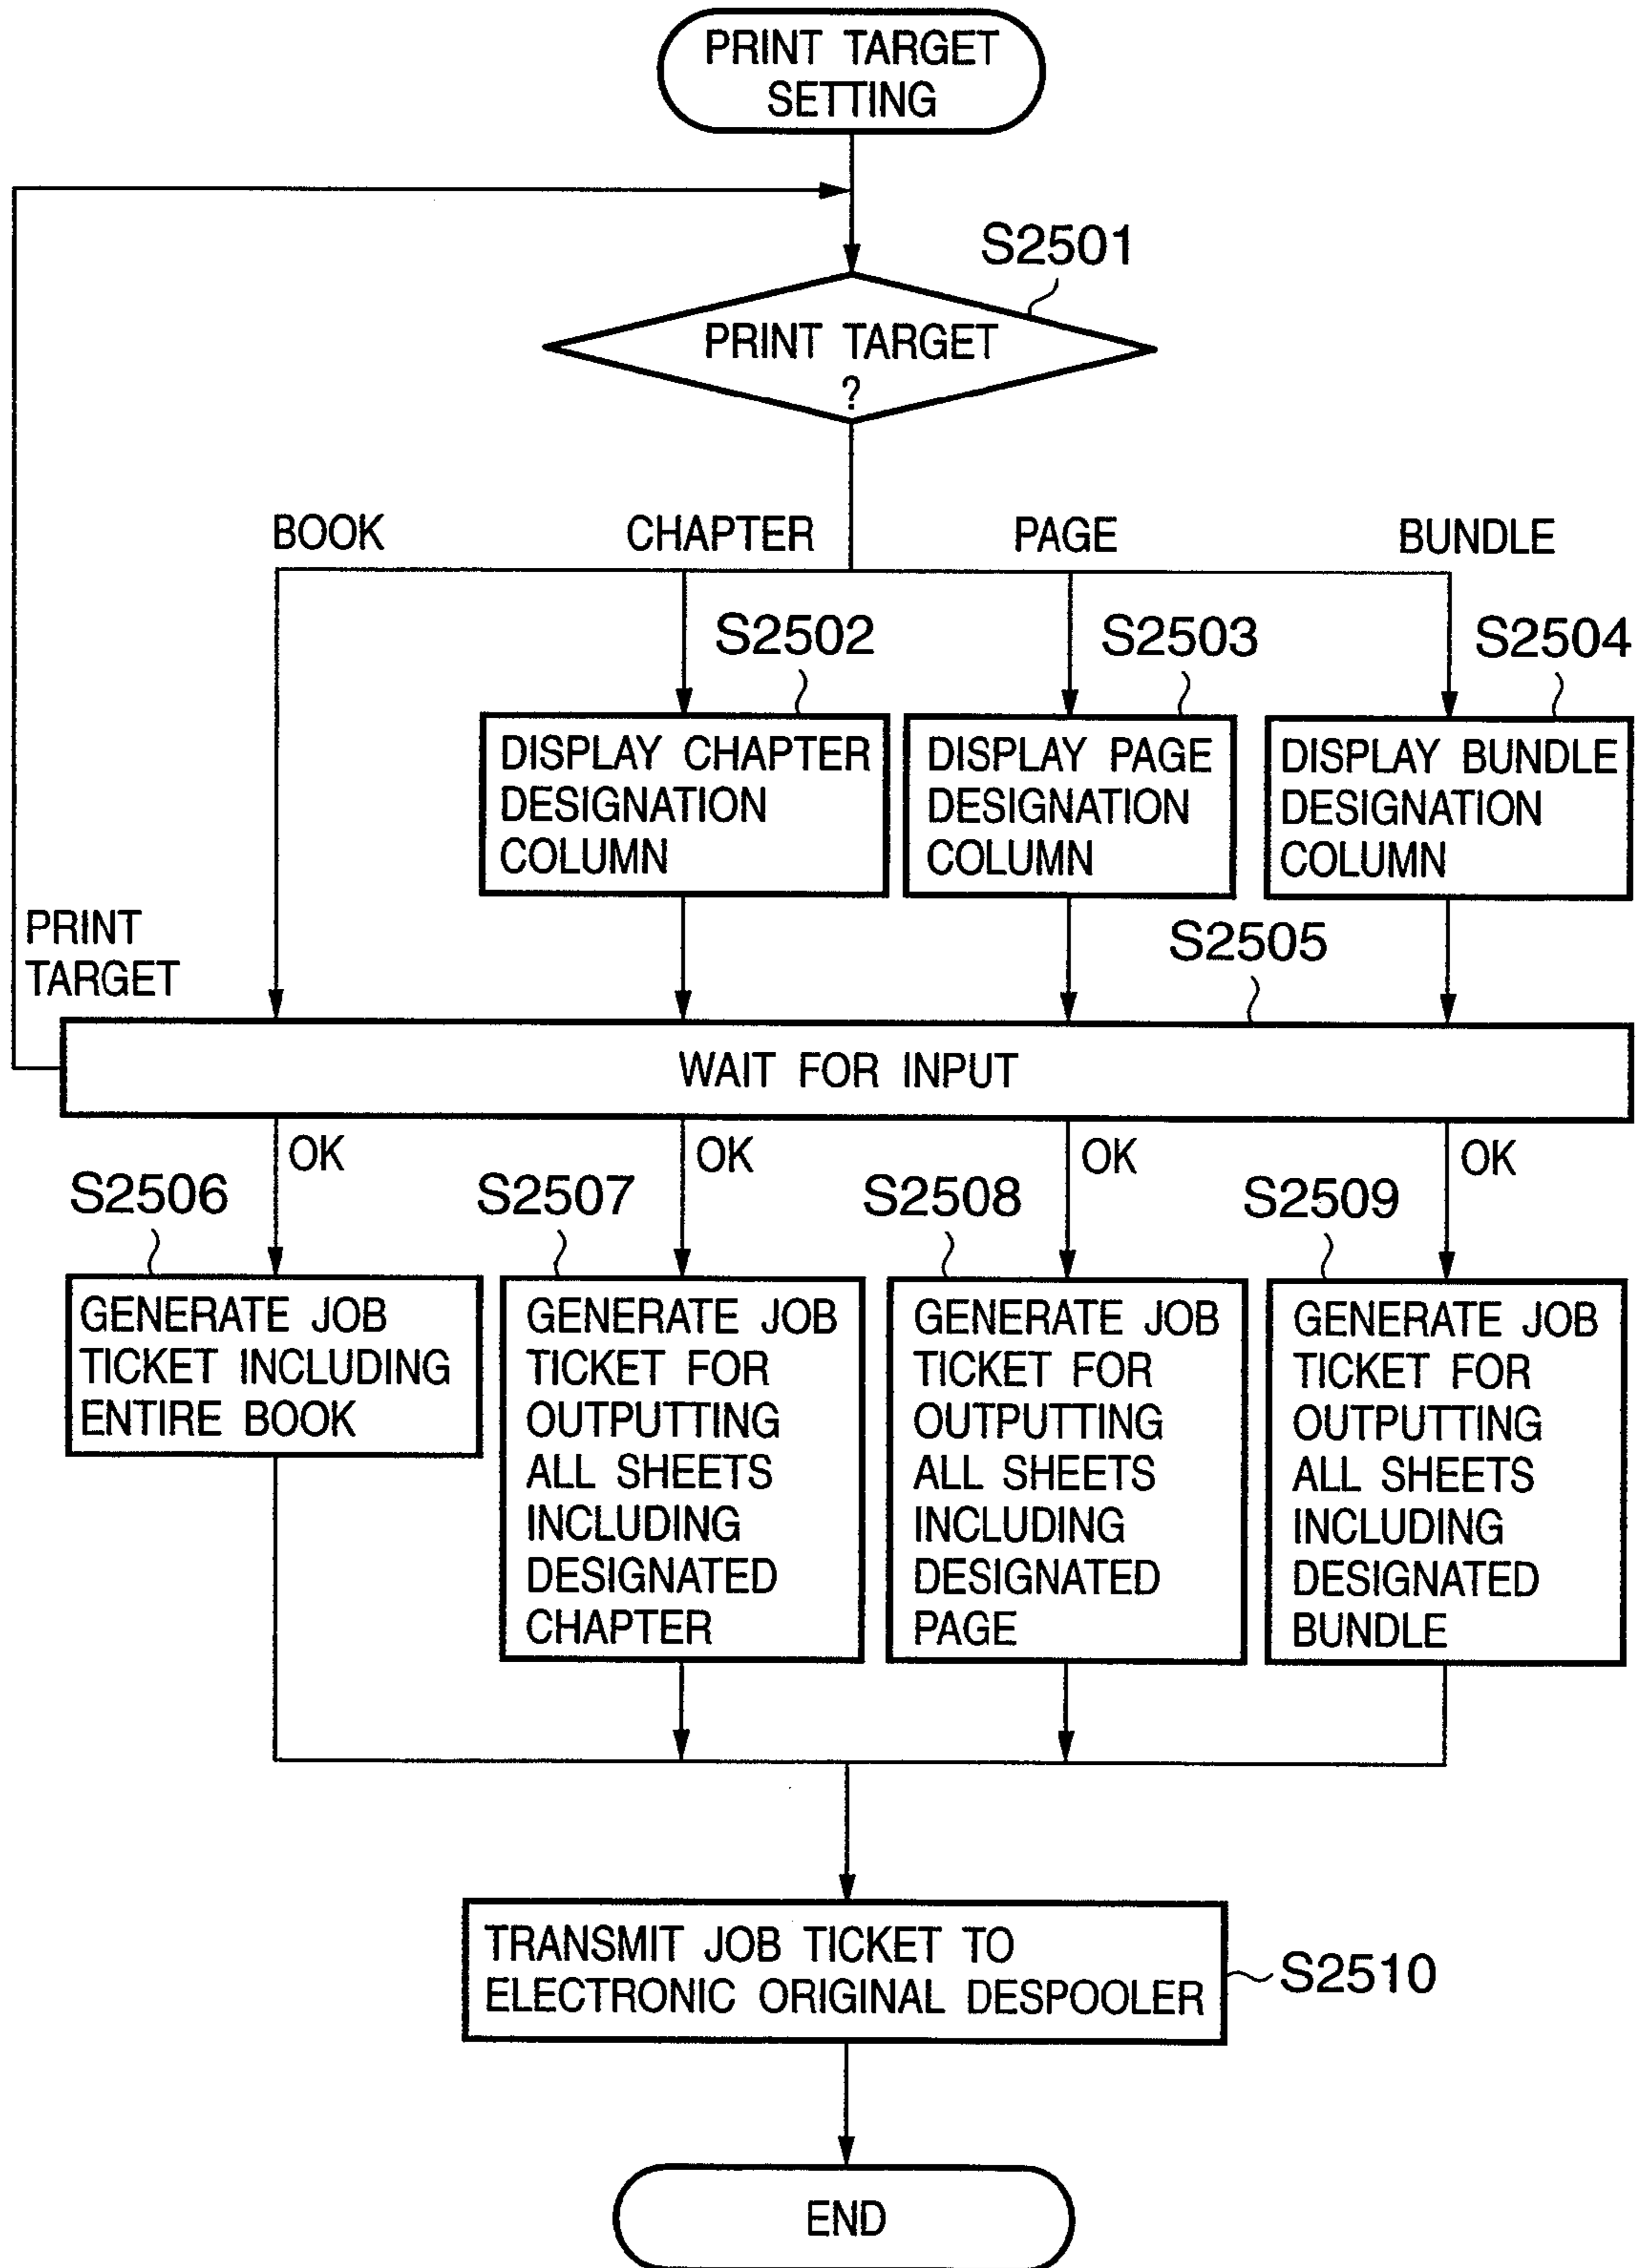 PRINT TARGET
SETTING
S2501
PRINT TARGET
?
BOOK
CHAPTER
PAGE
BUNDLE
S2502
S2503
S2504
DISPLAY CHAPTER
DESIGNATION
COLUMN
DISPLAY PAGE
DESIGNATION
COLUMN
DISPLAY BUNDLE
DESIGNATION
COLUMN
PRINT
TARGET
S2505
WAIT FOR INPUT
OK
OK
OK
OK
S2506
S2507
S2508
S2509
GENERATE JOB
TICKET INCLUDING
ENTIRE BOOK
GENERATE JOB
TICKET FOR
OUTPUTTING
ALL SHEETS
INCLUDING
DESIGNATED
CHAPTER
GENERATE JOB
TICKET FOR
OUTPUTTING
ALL SHEETS
INCLUDING
DESIGNATED
PAGE
GENERATE JOB
TICKET FOR
OUTPUTTING
ALL SHEETS
INCLUDING
DESIGNATED
BUNDLE
TRANSMIT JOB TICKET TO
ELECTRONIC ORIGINAL DESPOOLER
S2510
END